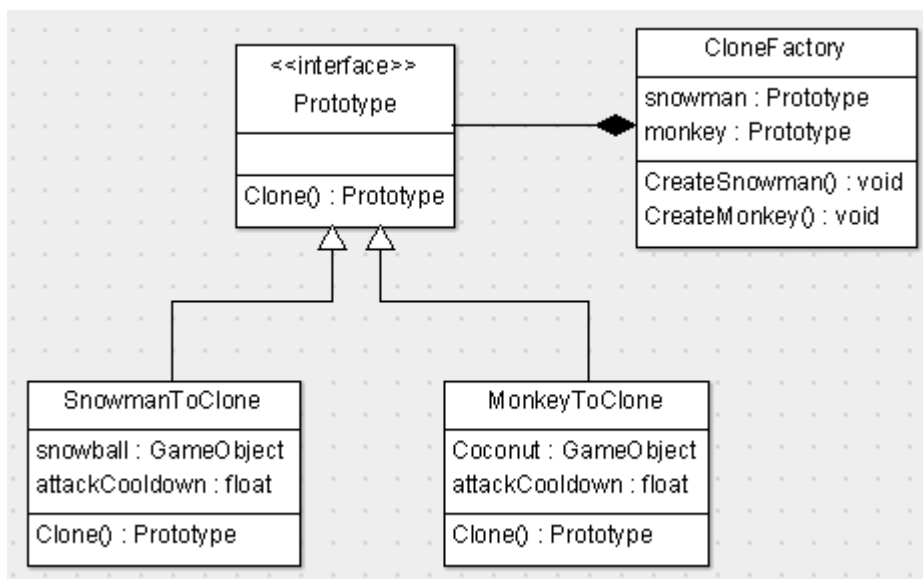 <<interface>>
Prototype
Clone() : Prototype
CloneFactory
snowman : Prototype
monkey : Prototype
CreateSnowman() : void
CreateMonkey() : void
SnowmanToClone
snowball : GameObject
attackCooldown : float
Clone() : Prototype
MonkeyToClone
Coconut : GameObject
attackCooldown : float
Clone() : Prototype